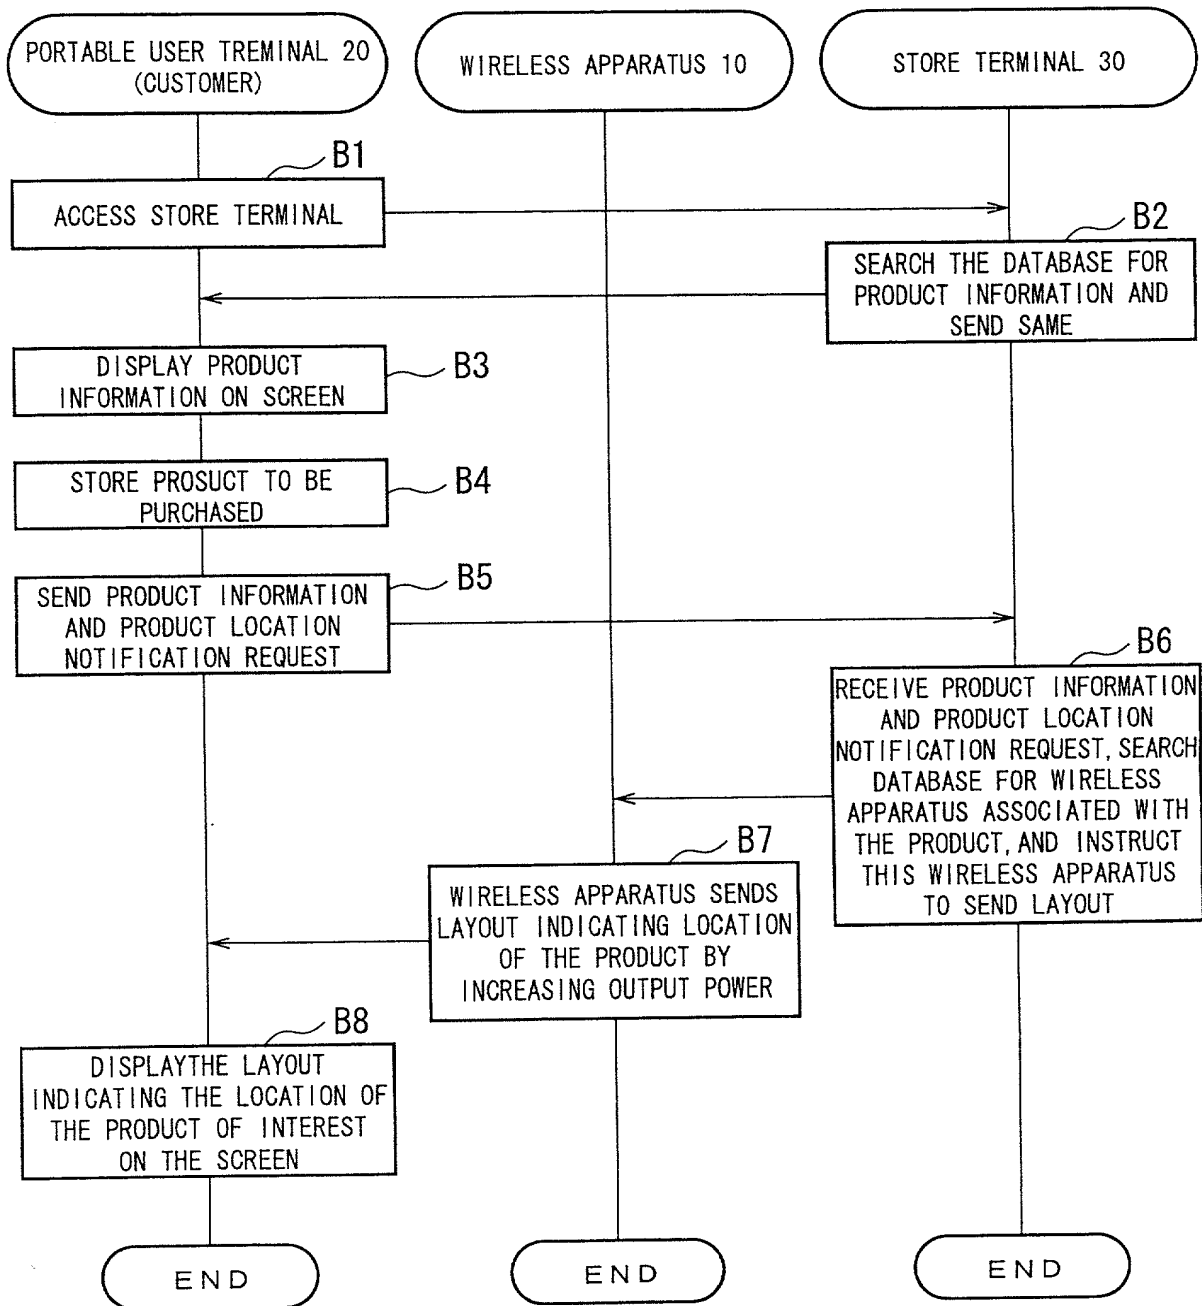 PORTABLE USER TREMINAL 20
(CUSTOMER)
WIRELESS APPARATUS 10
STORE TERMINAL 30
B1
ACCESS STORE TERMINAL
B2
SEARCH THE DATABASE FOR
PRODUCT INFORMATION AND
SEND SAME
B3
DISPLAY PRODUCT
INFORMATION ON SCREEN
B4
STORE PROSUCT TO BE
PURCHASED
B5
SEND PRODUCT INFORMATION
AND PRODUCT LOCATION
NOTIFICATION REQUEST
B6
RECEIVE PRODUCT INFORMATION
AND PRODUCT LOCATION
NOTIFICATION REQUEST, SEARCH
DATABASE FOR WIRELESS
APPARATUS ASSOCIATED WITH
THE PRODUCT, AND INSTRUCT
THIS WIRELESS APPARATUS
TO SEND LAYOUT
B7
WIRELESS APPARATUS SENDS
LAYOUT INDICATING LOCATION
OF THE PRODUCT BY
INCREASING OUTPUT POWER
B8
DISPLAYTHE LAYOUT
INDICATING THE LOCATION OF
THE PRODUCT OF INTEREST
ON THE SCREEN
END
END
END